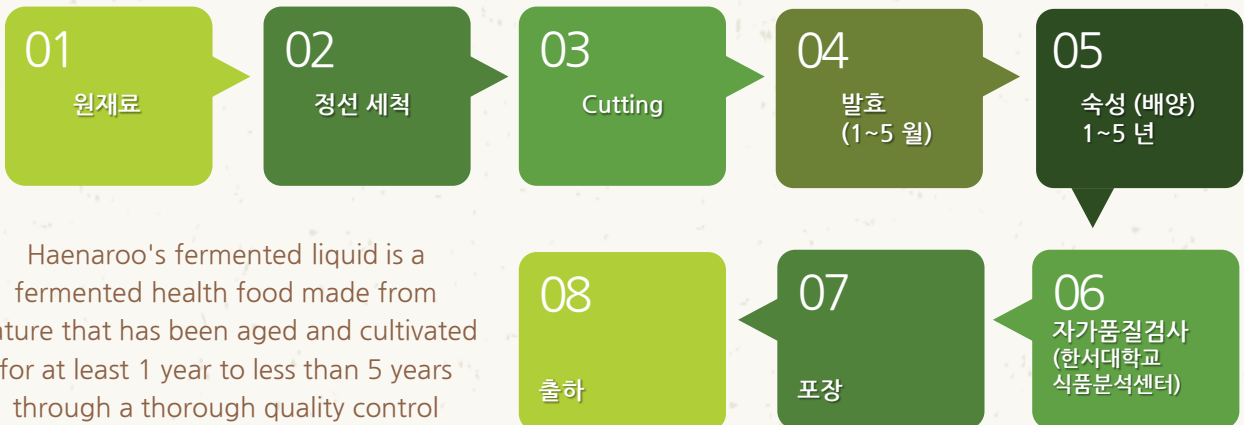 01
원재료
02
정선 세척
03
Cutting
04
발효
(1~5 월)
05
숙성 (배양)
1~5 년
06
자가품질검사
(한서대학교
식품분석센터)
07
포장
08
출하
Haenaroo's fermented liquid is a
fermented health food made from
ature that has been aged and cultivated
for at least 1 year to less than 5 years
through a thorough quality control